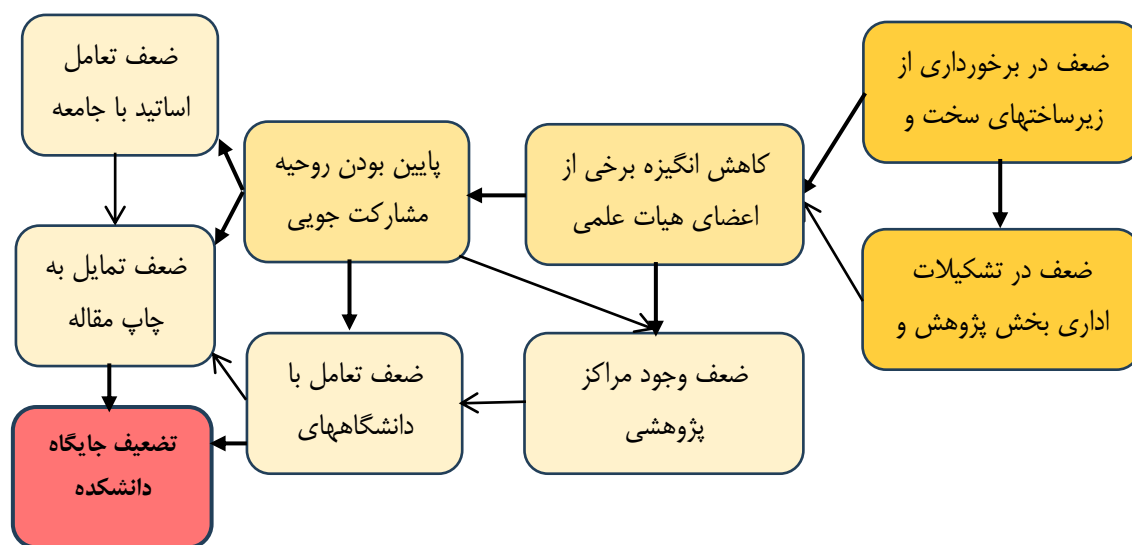 ضعف در برخورداری از
زیرساختهای سخت و
ضعف در تشکیلات
اداری بخش پژوهش و
کاهش انگیزه برخی از
اعضای هیات علمی
ضعف وجود مراکز
پژوهشی
پایین بودن روحیه
مشارکت جویی
ضعف تعامل با
دانشگاههای
ضعف تعامل
اساتید با جامعه
ضعف تمایل به
چاپ مقاله
تضعیف جایگاه
دانشکده